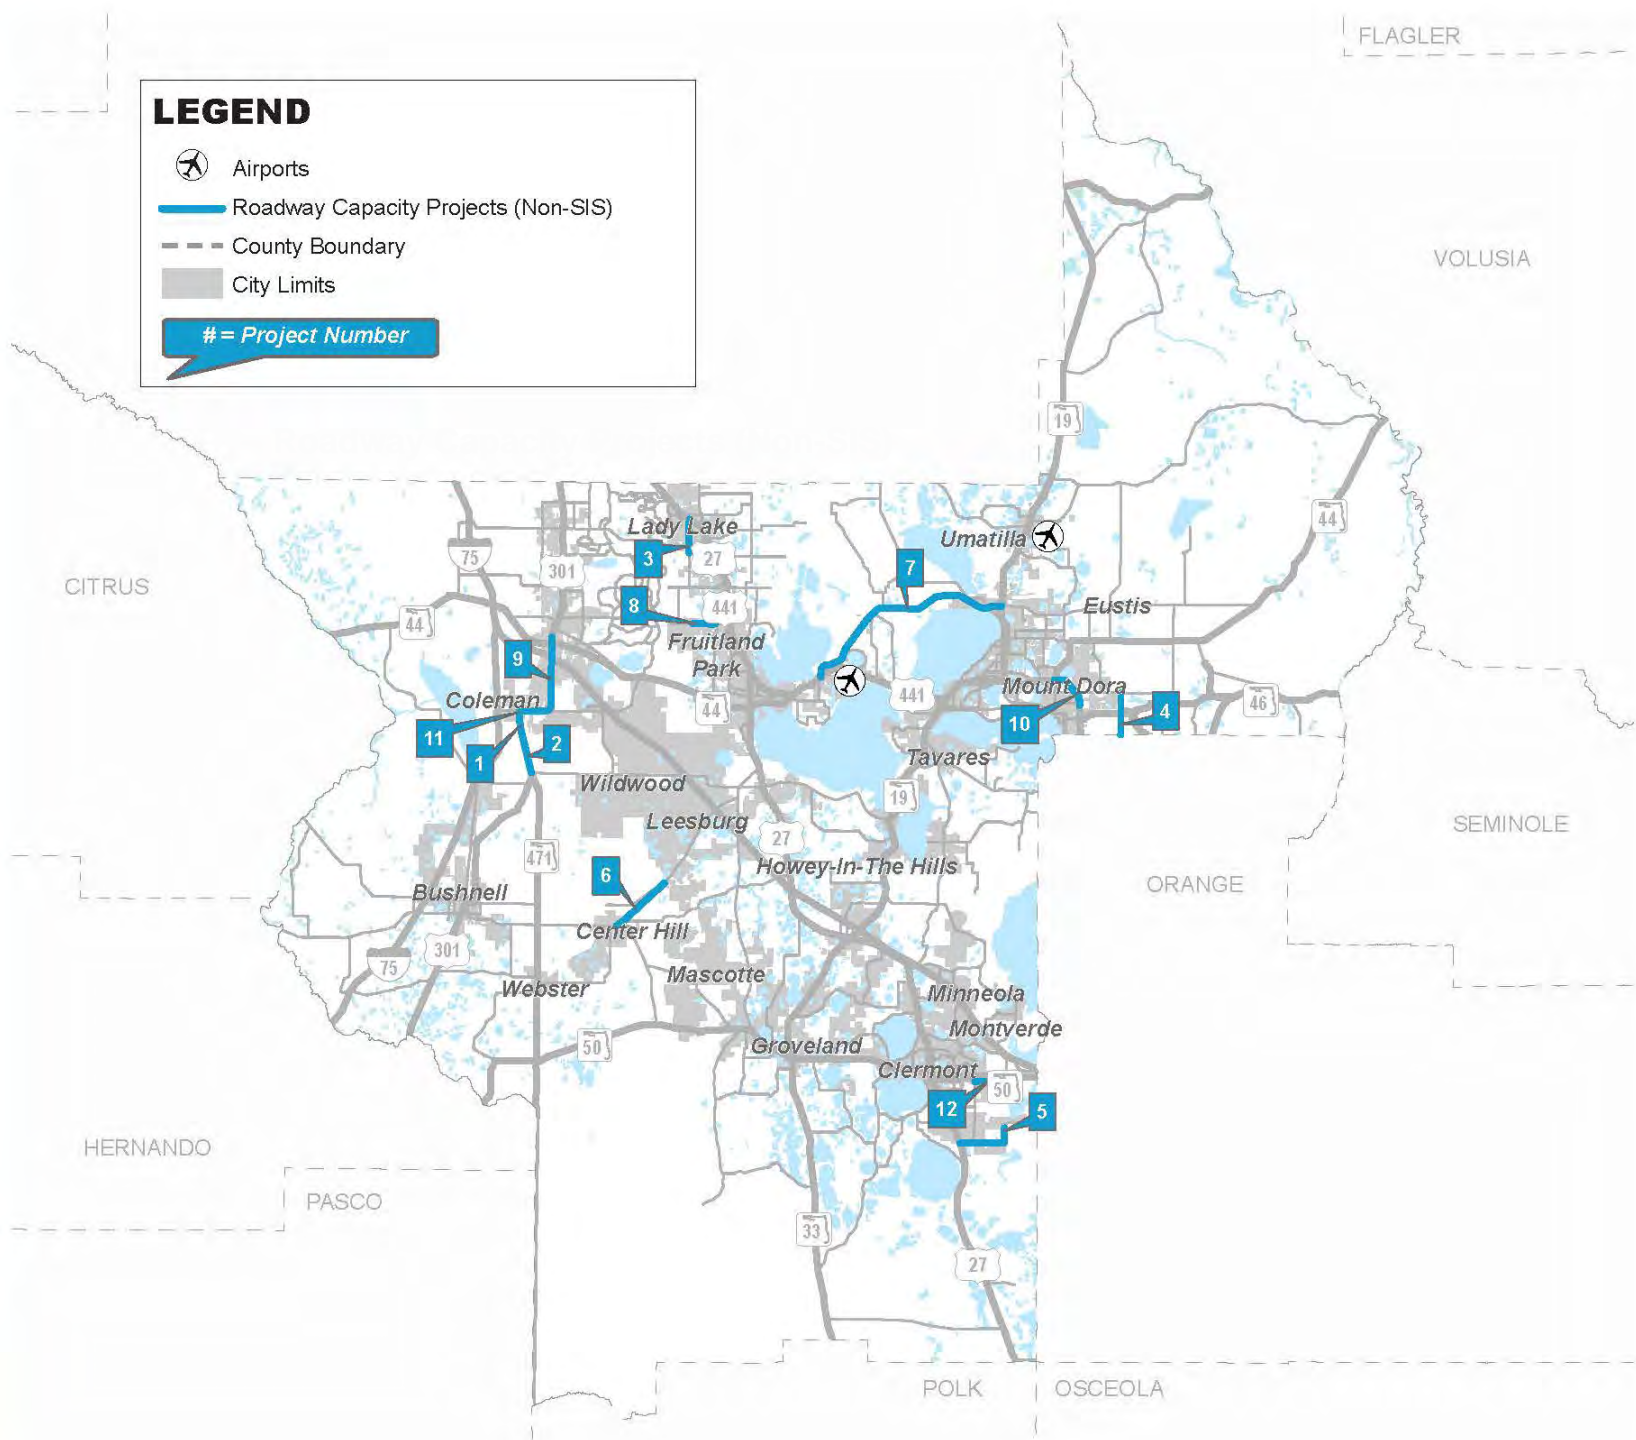 FLAGLER
LEGEND
Airports
Roadway Capacity Projects (Non-SIS)
County Boundary
City Limits
# = Project Number
VOLUSIA
19
44
Lady Lake
Umatilla
75
301
3
27
7
CITRUS
44
8
441
Eustis
Fruitland
Park
9
Coleman
44
441
Mount Dora
46
11
10
4
1
2
Tavares
Wildwood
19
Leesburg
SEMINOLE
27
471
Howey-In-The Hills
6
ORANGE
Bushnell
Center Hill
301
75
Mascotte
Webster
Minneola
Montverde
50
Groveland
Clermont
50
12
5
HERNANDO
PASCO
33
27
POLK
OSCEOLA